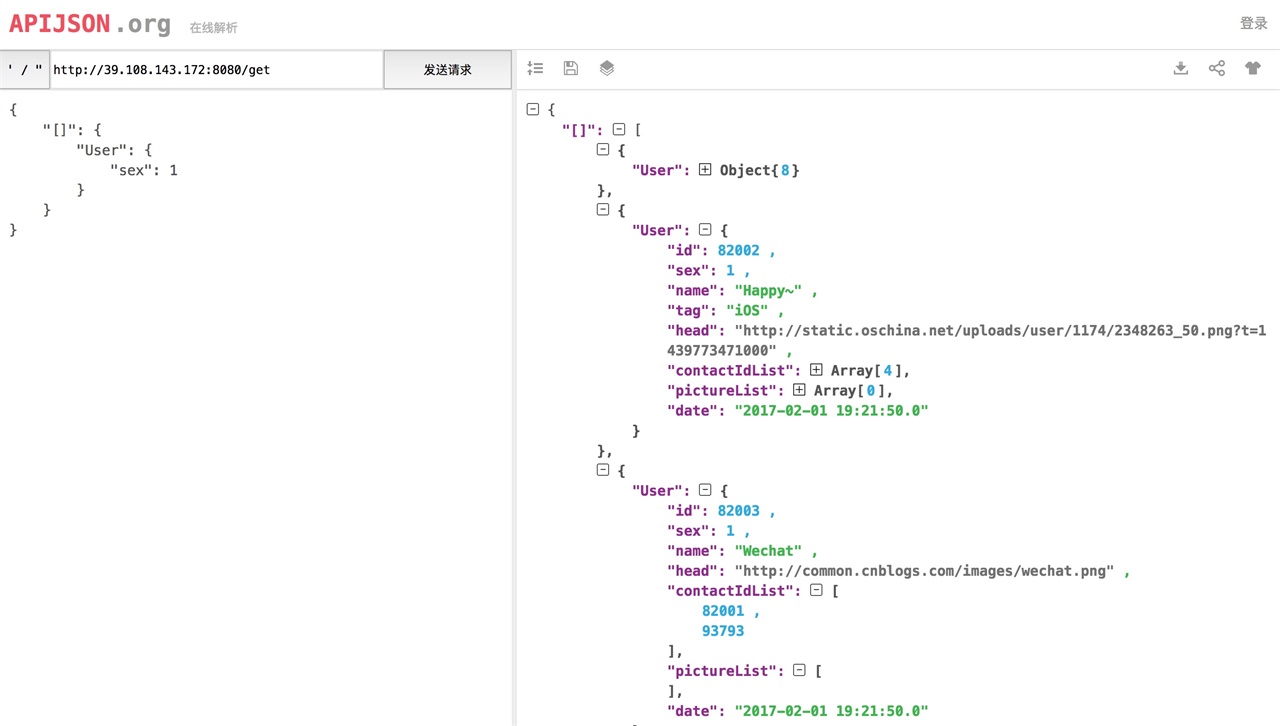 APIJSON.org 在线解析
登录
' / " http://39.108.143.172:8080/get 发送请求
{
"[]": {
"User": {
"sex": 1
}
}
}
{
"[]": [
{
"User": Object{8}
},
{
"User": {
"id": 82002 ,
"sex": 1 ,
"name": "Happy~" ,
"tag": "iOS" ,
"head": "http://static.oschina.net/uploads/user/1174/2348263_50.png?t=1
439773471000" ,
"contactIdList": Array[4],
"pictureList": Array[0],
"date": "2017-02-01 19:21:50.0"
}
},
{
"User": {
"id": 82003 ,
"sex": 1 ,
"name": "Wechat" ,
"head": "http://common.cnblogs.com/images/wechat.png" ,
"contactIdList": [
82001 ,
93793
],
"pictureList": [
],
"date": "2017-02-01 19:21:50.0"